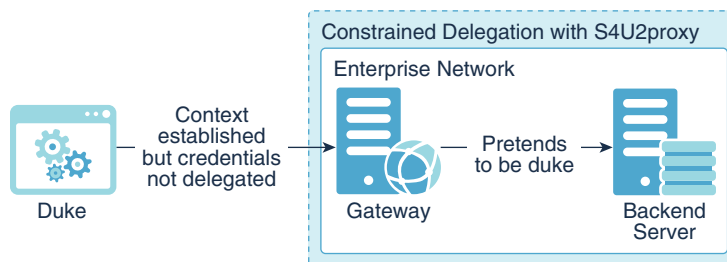 Constrained Delegation with S4U2proxy
Enterprise Network
Context
established
but credentials
not delegated
Pretends
to be duke
Duke
Gateway
Backend
Server